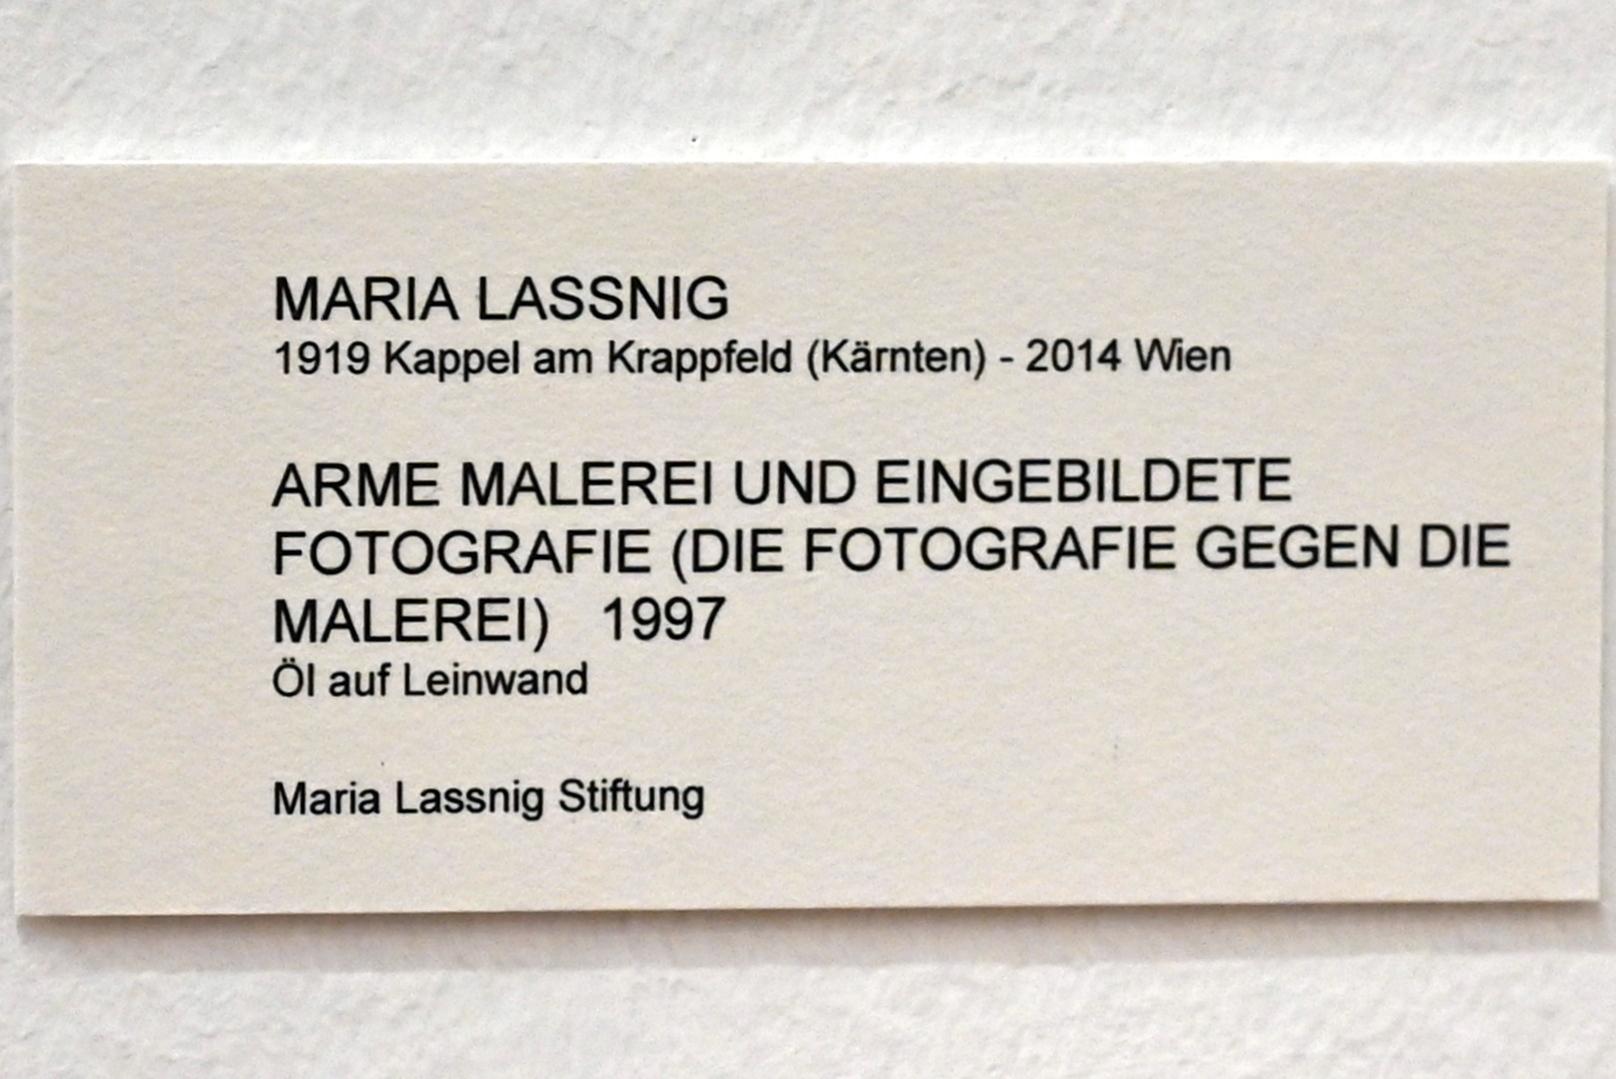 MARIA LASSNIG
1919 Kappel am Krappfeld (Kärnten) - 2014 Wien
ARME MALEREI UND EINGEBILDETE
FOTOGRAFIE (DIE FOTOGRAFIE GEGEN DIE
MALEREI)   1997
Öl auf Leinwand
Maria Lassnig Stiftung